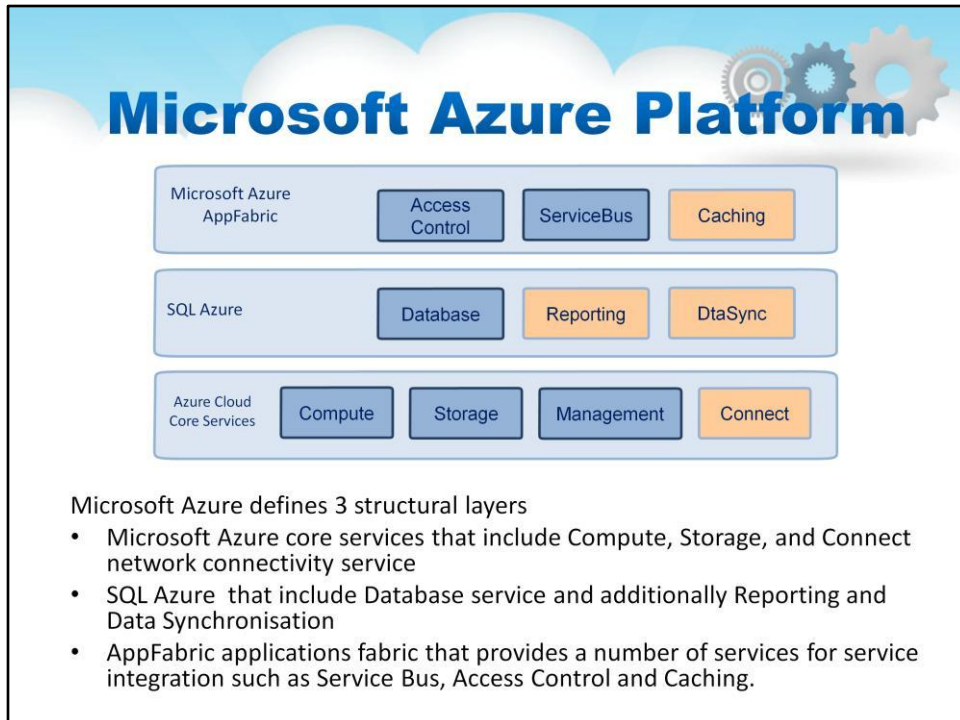 Microsoft Azure Platform
Microsoft Azure
AppFabric
Access
Control
ServiceBus
Caching
SQL Azure
Database
Reporting
DtaSync
Azure Cloud
Core Services
Compute
Storage
Management
Connect
Microsoft Azure defines 3 structural layers
• Microsoft Azure core services that include Compute, Storage, and Connect
network connectivity service
• SQL Azure that include Database service and additionally Reporting and
Data Synchronisation
• AppFabric applications fabric that provides a number of services for service
integration such as Service Bus, Access Control and Caching.